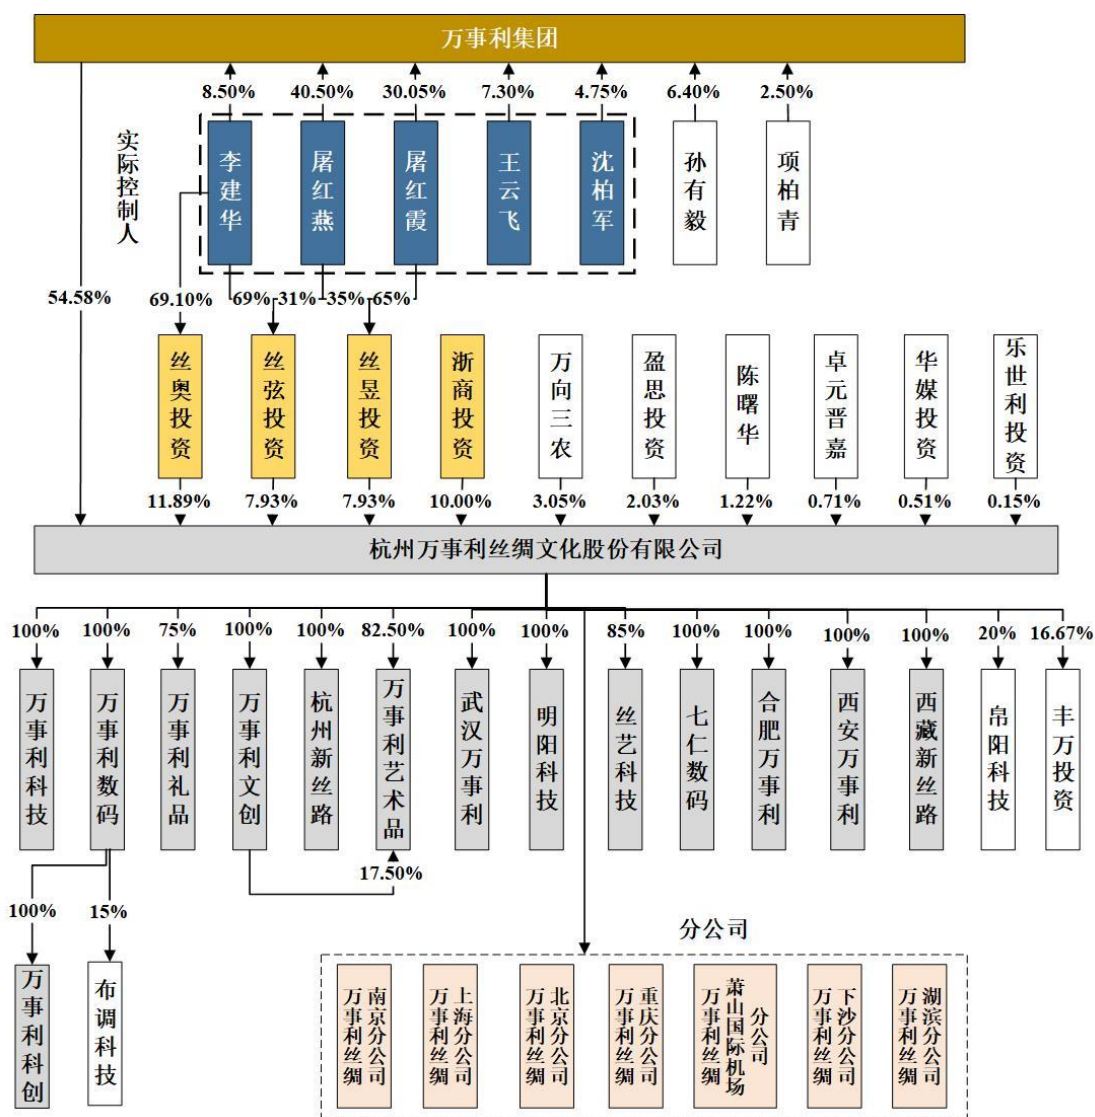 万事利集团
8.50%
40.50%
30.05%
7.30%
4.75%
6.40%
2.50%
实际控制人
李建华
屠红燕
屠红霞
王云飞
沈柏军
孙有毅
项柏青
54.58%
69.10%
69%
31%
35%
65%
丝奥投资
丝弦投资
丝昱投资
浙商投资
万向三农
盈思投资
陈曙华
卓元晋嘉
华媒投资
乐世利投资
11.89%
7.93%
7.93%
10.00%
3.05%
2.03%
1.22%
0.71%
0.51%
0.15%
杭州万事利丝绸文化股份有限公司
100%
100%
75%
100%
100%
82.50%
100%
100%
85%
100%
100%
100%
100%
20%
16.67%
万事利科技
万事利数码
万事利礼品
万事利文创
杭州新丝路
万事利艺术品
武汉万事利
明阳科技
丝艺科技
七仁数码
合肥万事利
西安万事利
西藏新丝路
帛阳科技
丰万投资
17.50%
100%
15%
分公司
万事利科创
布调科技
万事利丝绸
南京分公司
万事利丝绸
上海分公司
万事利丝绸
北京分公司
万事利丝绸
重庆分公司
万事利丝绸
萧山国际机场
分公司
万事利丝绸
下沙分公司
万事利丝绸
湖滨分公司